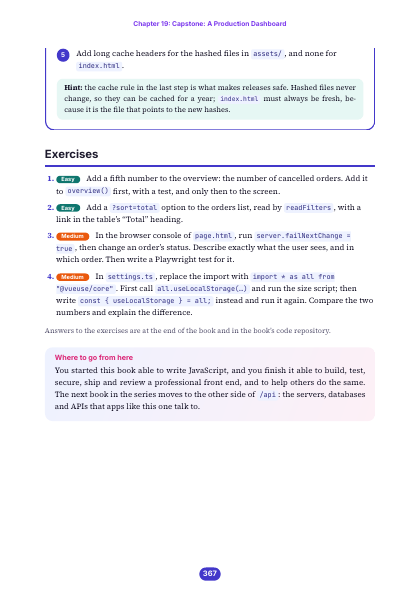 Chapter 19: Capstone: A Production Dashboard
5 Add long cache headers for the hashed files in assets/, and none for
index.html.
Hint: the cache rule in the last step is what makes releases safe. Hashed files never
change, so they can be cached for a year; index.html must always be fresh, be-
cause it is the file that points to the new hashes.
Exercises
1. Easy Add a fifth number to the overview: the number of cancelled orders. Add it
to overview() first, with a test, and only then to the screen.
2. Easy Add a ?sort=total option to the orders list, read by readFilters, with a
link in the table's "Total" heading.
3. Medium In the browser console of page.html, run server.failNextChange =
true, then change an order's status. Describe exactly what the user sees, and in
which order. Then write a Playwright test for it.
4. Medium In settings.ts, replace the import with import * as all from
"@vueuse/core". First call all.useLocalStorage(…) and run the size script; then
write const { useLocalStorage } = all; instead and run it again. Compare the two
numbers and explain the difference.
Answers to the exercises are at the end of the book and in the book's code repository.
Where to go from here
You started this book able to write JavaScript, and you finish it able to build, test,
secure, ship and review a professional front end, and to help others do the same.
The next book in the series moves to the other side of /api: the servers, databases
and APIs that apps like this one talk to.
367